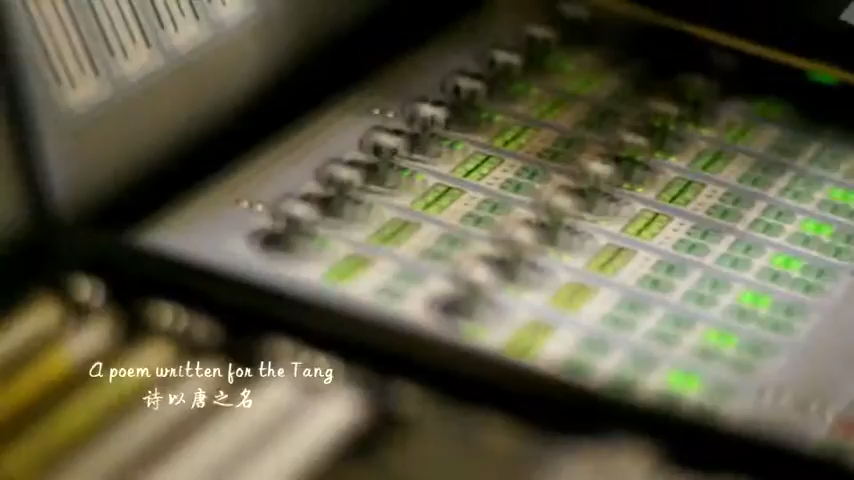 A poem written for the Tang
诗以唐之名